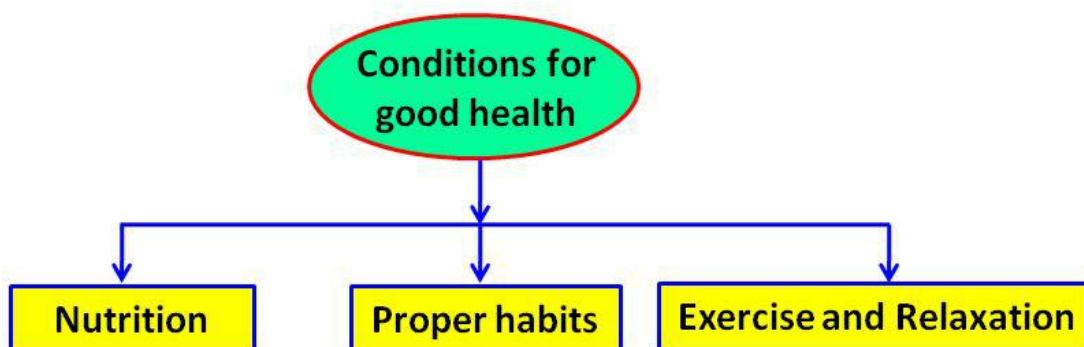 Conditions for
good health
Nutrition
Proper habits
Exercise and Relaxation